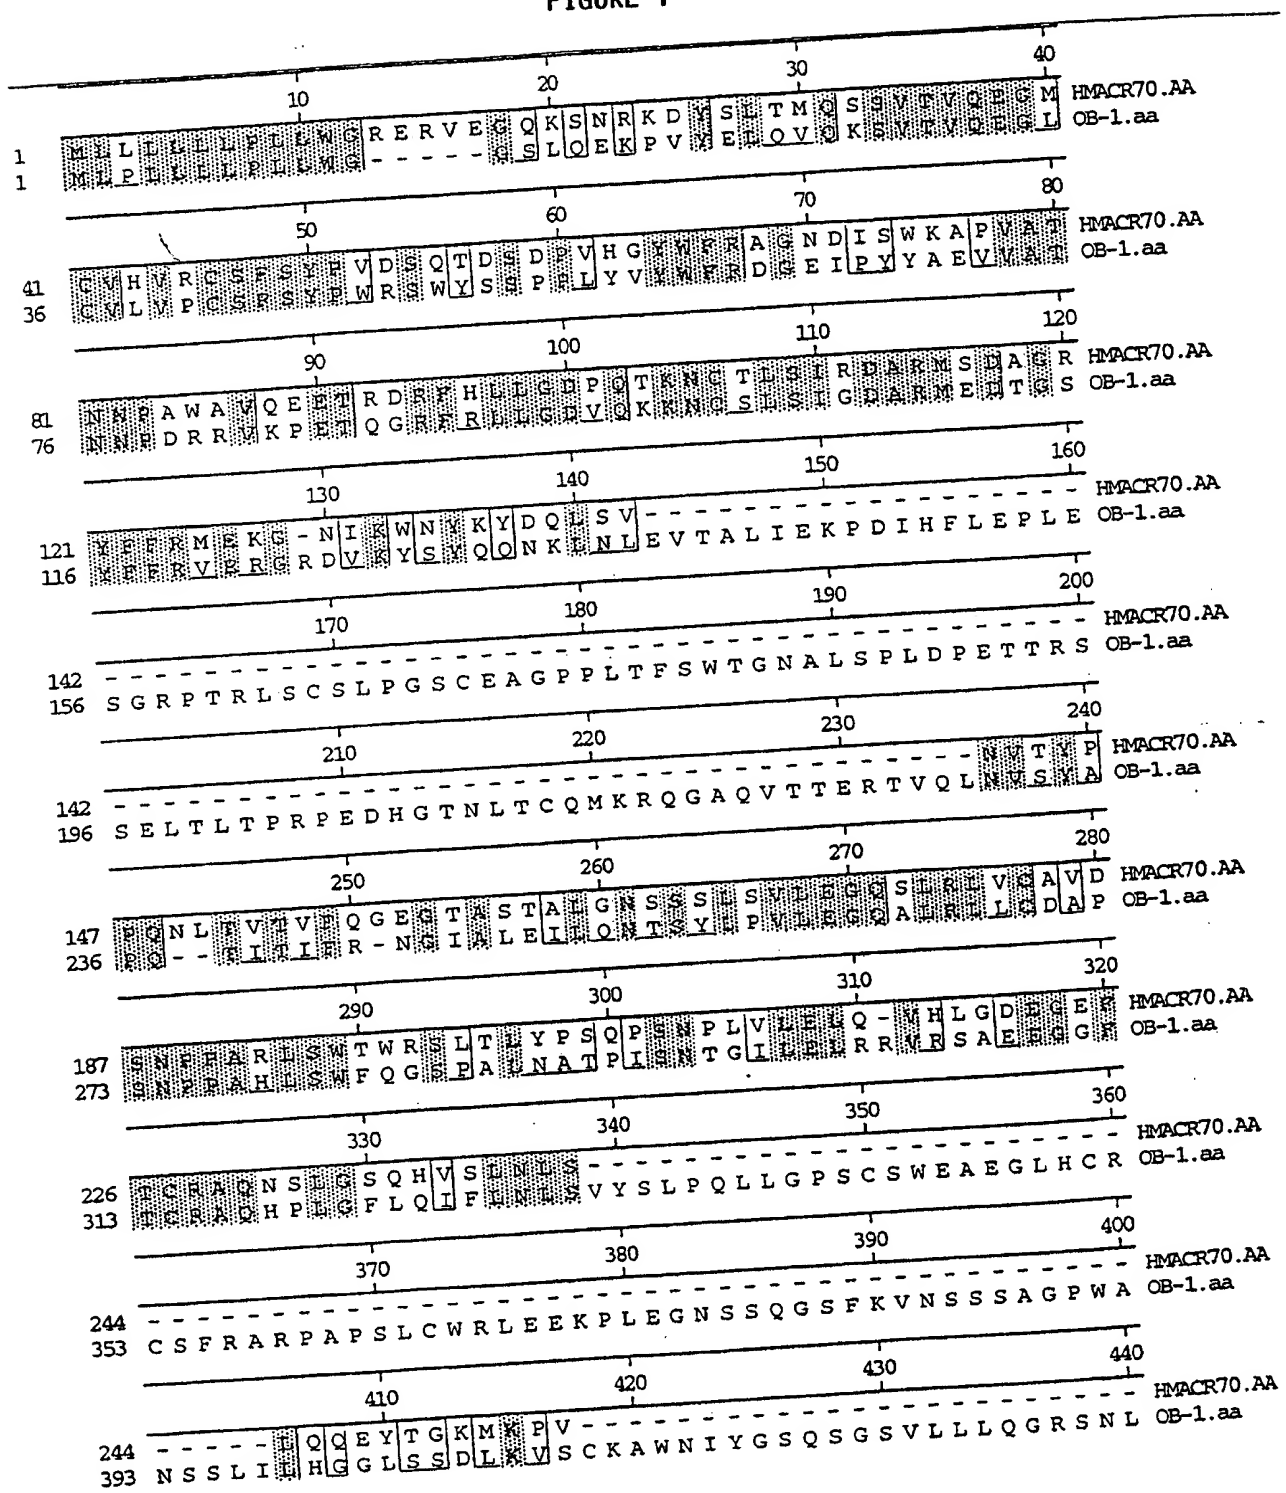 FIGURE
10 20 30 40
1 M L L L L L L P L L W G R E R V E G Q K S N R K D Y S L T M Q S S V T V Q E G M HMACR70.AA
1 M L P L L L L P L L W G - - - - - G S L Q E K P V Y E L Q V Q K S V T V Q E G L OB-1.aa
50 60 70 80
41 G V H V R C S F S Y P V D S Q T D S D P V H G Y W F R A G N D I S W K A P V A T HMACR70.AA
36 G V L V P C S F S Y P W R S W Y S S P P L Y V Y W F R D G E I P Y Y A E V V A T OB-1.aa
90 100 110 120
81 N N P A W A V Q E E T R D R F H L L G D P Q T K N C T L S I R D A R M S D A G R HMACR70.AA
76 N N P D R R V K P E T Q G R F R L L G D V Q K K N C S L S I G D A R M E D T G S OB-1.aa
130 140 150 160
121 Y F F R M E K G - N I K W N Y K Y D Q L S V - - - - - - - - - - - - - - - - - - HMACR70.AA
116 Y F F R V E R G R D V K Y S Y Q Q N K L N L E V T A L I E K P D I H F L E P L E OB-1.aa
170 180 190 200
142 - - - - - - - - - - - - - - - - - - - - - - - - - - - - - - - - - - - - - - - - HMACR70.AA
156 S G R P T R L S C S L P G S C E A G P P L T F S W T G N A L S P L D P E T T R S OB-1.aa
210 220 230 240
142 - - - - - - - - - - - - - - - - - - - - - - - - - - - - - - - - - - - N V T Y P HMACR70.AA
196 S E L T L T P R P E D H G T N L T C Q M K R Q G A Q V T T E R T V Q L N V S Y A OB-1.aa
250 260 270 280
147 P Q N L T V T V F Q G E G T A S T A L G N S S S L S V L E G Q S L R L V C A V D HMACR70.AA
236 P Q - - T I T I F R - N G I A L E I L Q N T S Y L P V L E G Q A L R L L C D A P OB-1.aa
290 300 310 320
187 S N P P A R L S W T W R S L T L Y P S Q P S N P L V L E L Q - V H L G D E G E F HMACR70.AA
273 S N P P A H L S W F Q G S P A L N A T P I S N T G I L E L R R V R S A E E G G F OB-1.aa
330 340 350 360
226 T C R A Q N S L G S Q H V S L N L S - - - - - - - - - - - - - - - - - - - - - - HMACR70.AA
313 T C R A Q H P L G F L Q I F L N L S V Y S L P Q L L G P S C S W E A E G L H C R OB-1.aa
370 380 390 400
244 - - - - - - - - - - - - - - - - - - - - - - - - - - - - - - - - - - - - - - - - HMACR70.AA
353 C S F R A R P A P S L C W R L E E K P L E G N S S Q G S F K V N S S S A G P W A OB-1.aa
410 420 430 440
244 - - - - - L Q Q E Y T G K M K P V - - - - - - - - - - - - - - - - - - - - - - - HMACR70.AA
393 N S S L I L H G G L S S D L K V S C K A W N I Y G S Q S G S V L L L Q G R S N L OB-1.aa